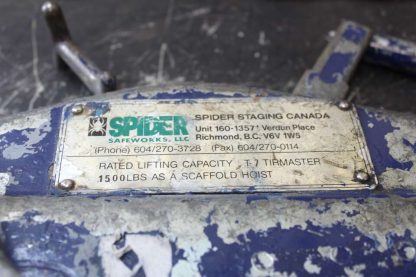 SPIDER
SAFEWORKS, LLC
SPIDER STAGING CANADA
Unit 160-13571 Verdun Place
Richmond, B.C. V6V 1W5
(Phone) 604/270-3728 (Fax) 604/270-0114
RATED LIFTING CAPACITY, T-7 TIRMASTER
1500LBS AS A SCAFFOLD HOIST